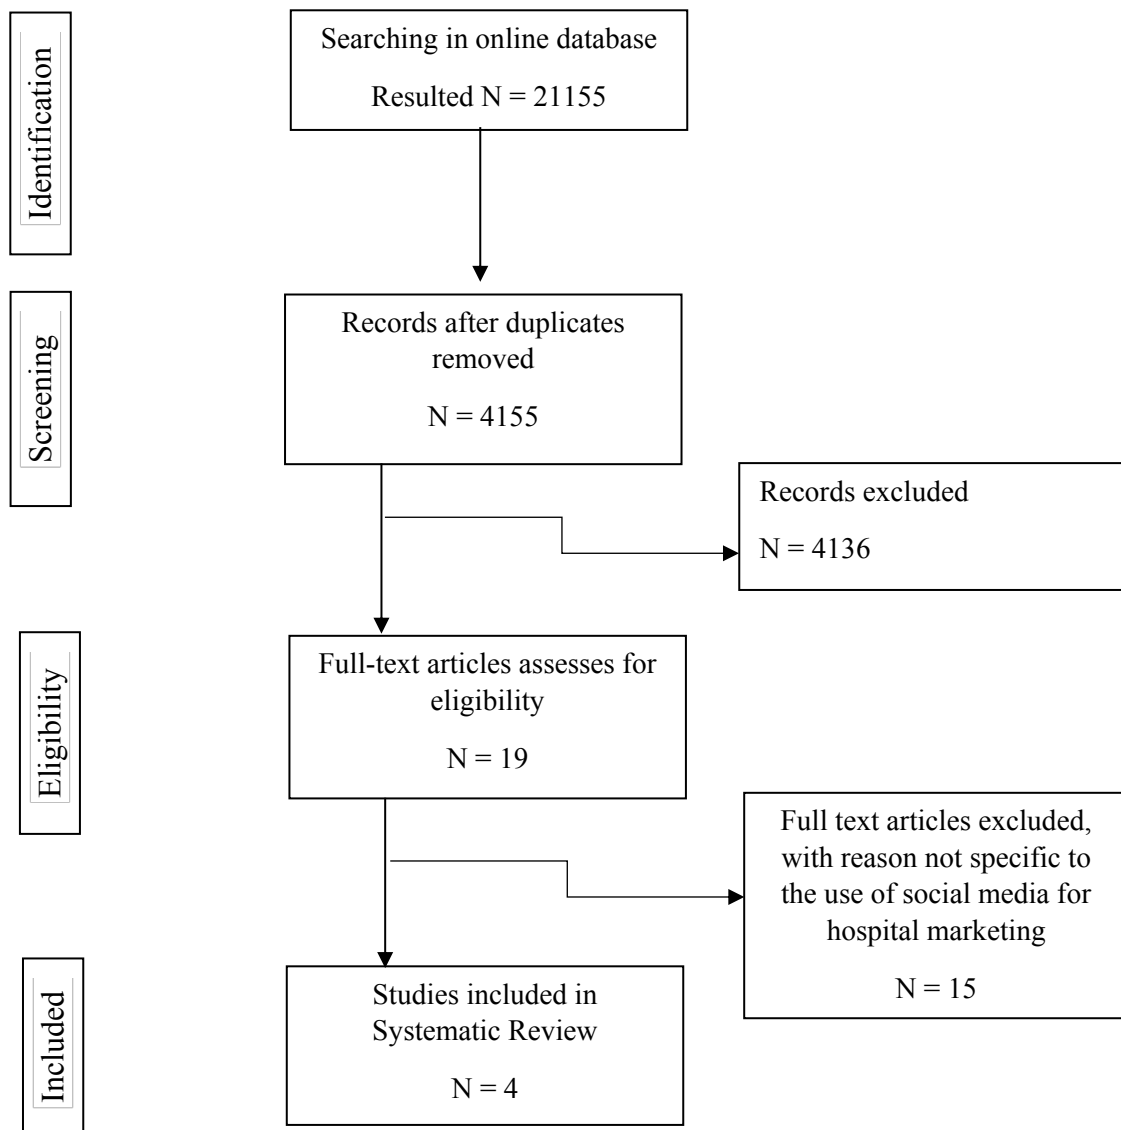 Identification
Searching in online database
Resulted N = 21155
Screening
Records after duplicates
removed
N = 4155
Records excluded
N = 4136
Eligibility
Full-text articles assesses for
eligibility
N = 19
Full text articles excluded,
with reason not specific to
the use of social media for
hospital marketing
N = 15
Included
Studies included in
Systematic Review
N = 4